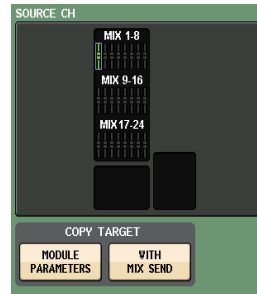 SOURCE CH
MIX 1-8
MIX 9-16
MIX 17-24
COPY TARGET
MODULE PARAMETERS
WITH MIX SEND